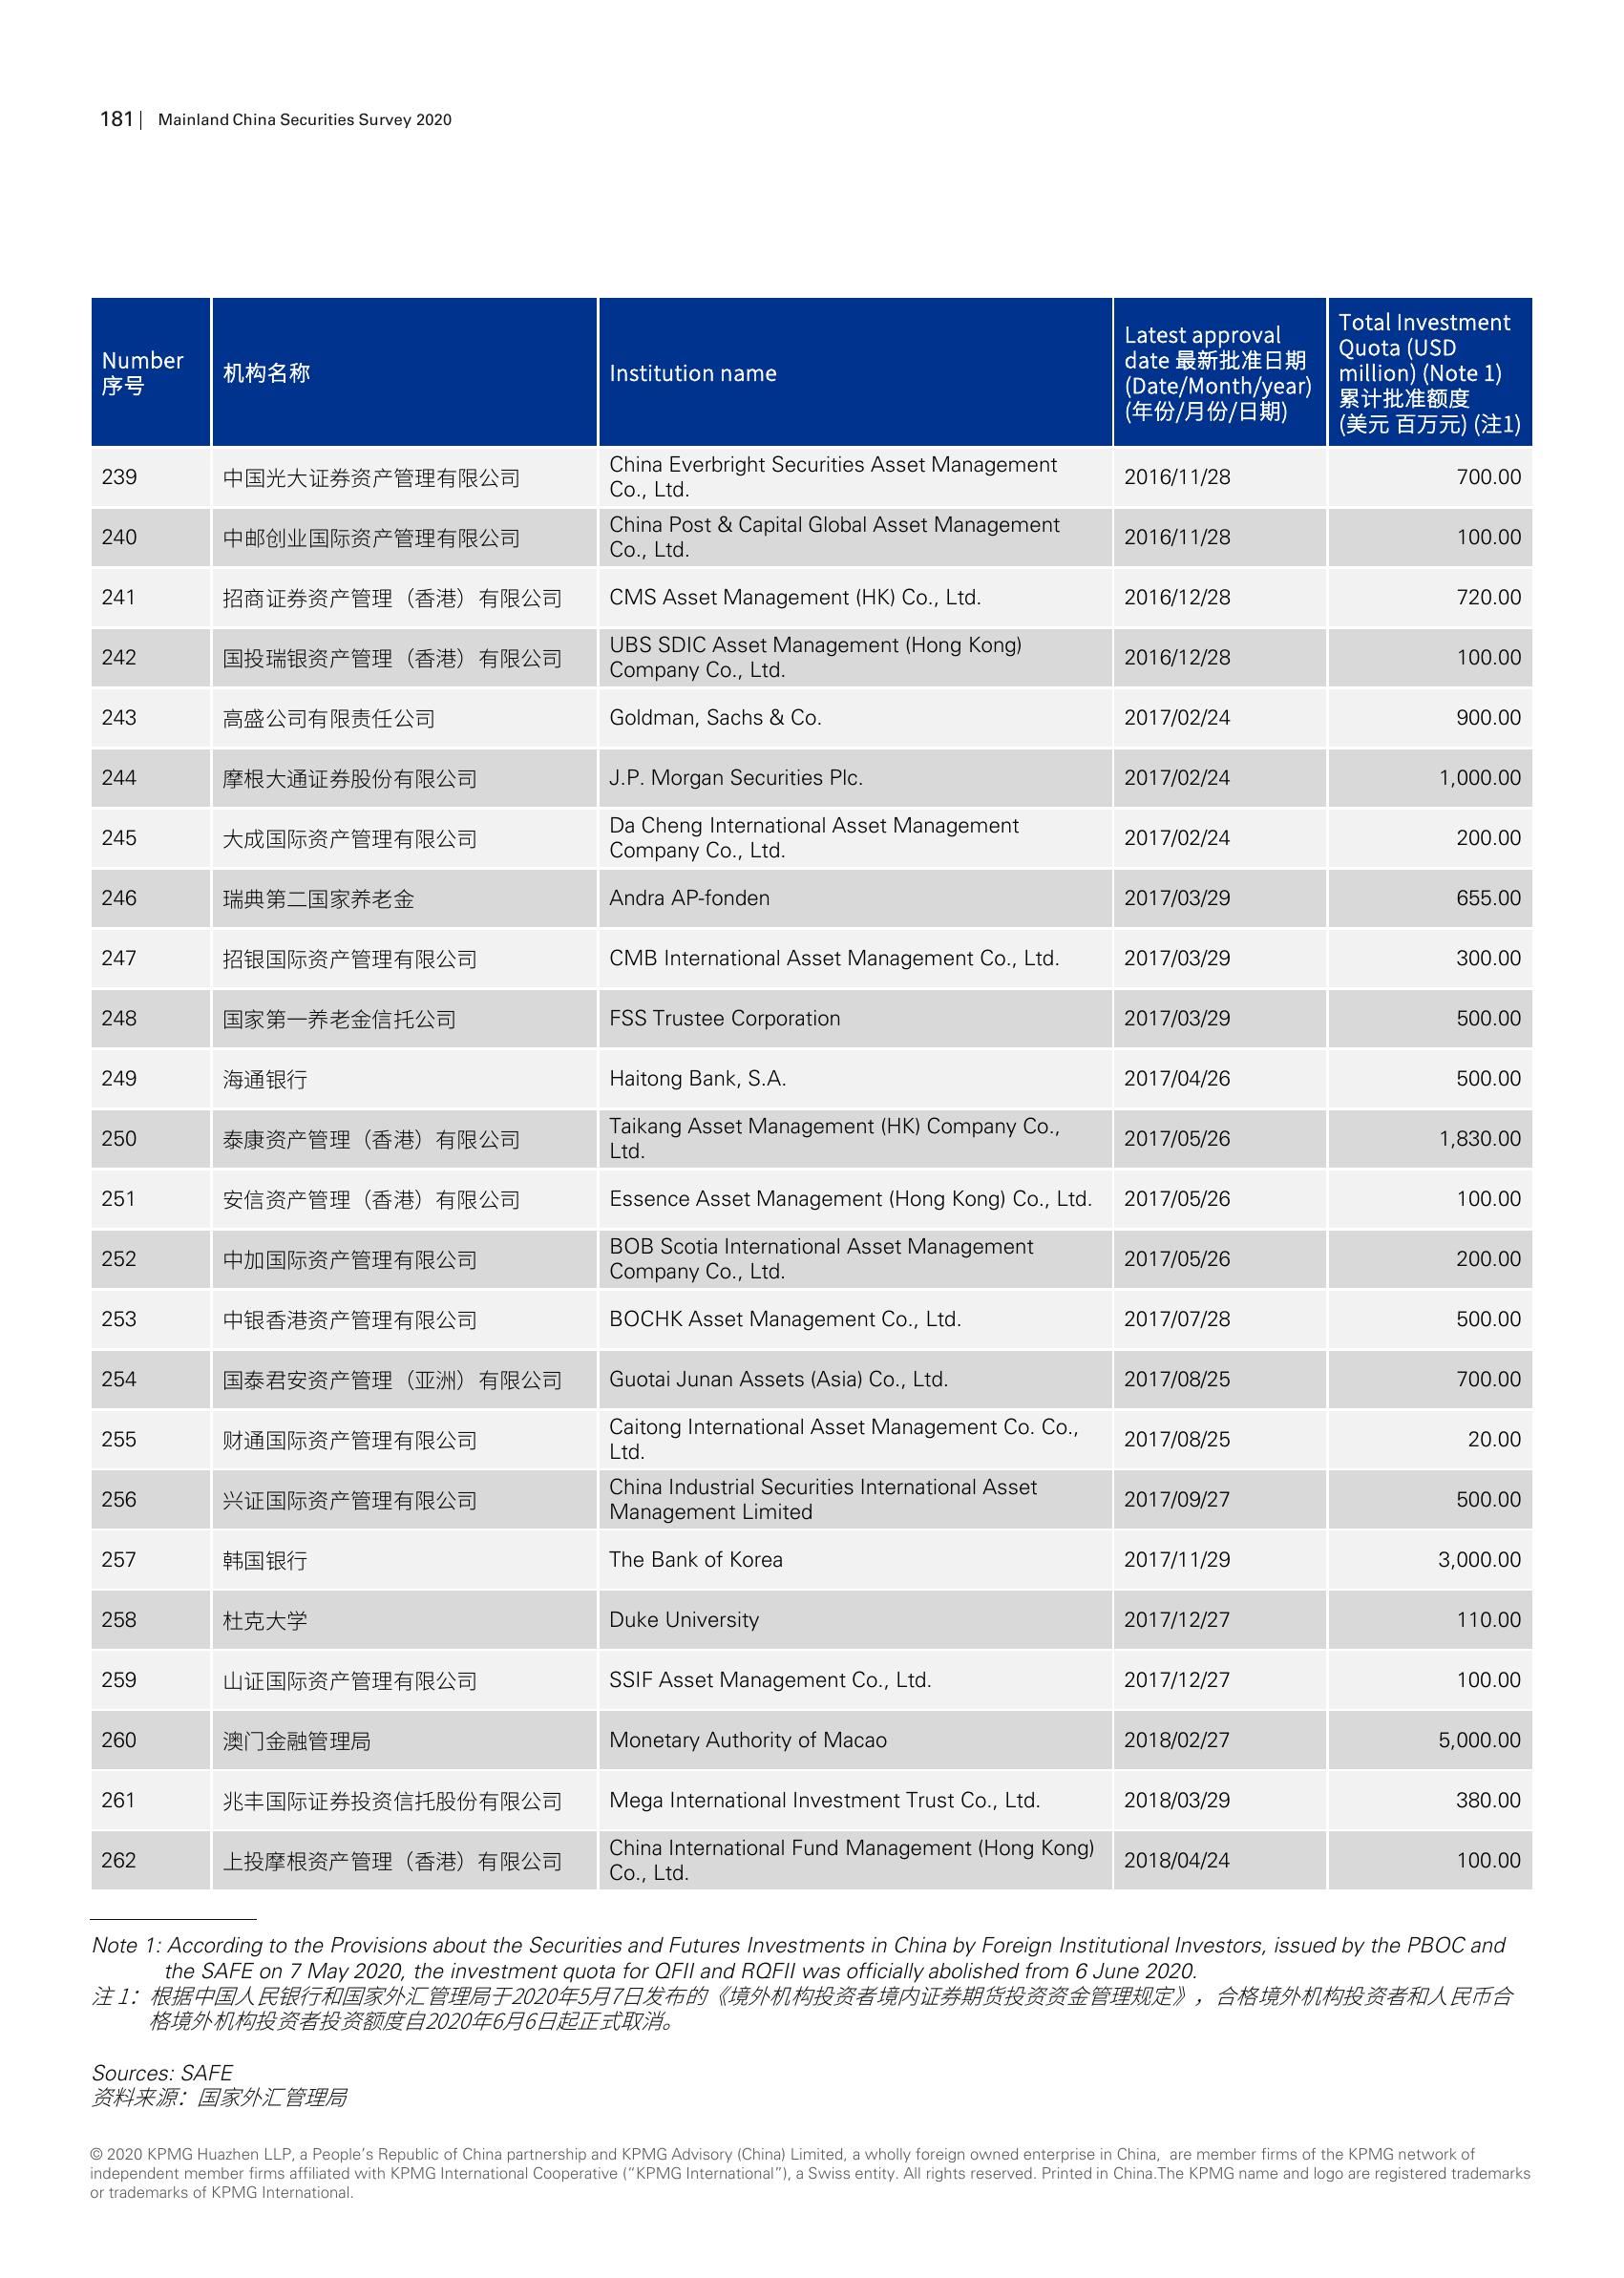 181 | Mainland China Securities Survey 2020
Number
序号
机构名称
Institution name
Latest approval
date 最新批准日期
(Date/Month/year)
(年份/月份/日期)
Total Investment
Quota (USD
million) (Note 1)
累计批准额度
(美元 百万元) (注1)
239 中国光大证券资产管理有限公司 China Everbright Securities Asset Management
Co., Ltd. 2016/11/28 700.00
240 中邮创业国际资产管理有限公司 China Post & Capital Global Asset Management
Co., Ltd. 2016/11/28 100.00
241 招商证券资产管理（香港）有限公司 CMS Asset Management (HK) Co., Ltd. 2016/12/28 720.00
242 国投瑞银资产管理（香港）有限公司 UBS SDIC Asset Management (Hong Kong)
Company Co., Ltd. 2016/12/28 100.00
243 高盛公司有限责任公司 Goldman, Sachs & Co. 2017/02/24 900.00
244 摩根大通证券股份有限公司 J.P. Morgan Securities Plc. 2017/02/24 1,000.00
245 大成国际资产管理有限公司 Da Cheng International Asset Management
Company Co., Ltd. 2017/02/24 200.00
246 瑞典第二国家养老金 Andra AP-fonden 2017/03/29 655.00
247 招银国际资产管理有限公司 CMB International Asset Management Co., Ltd. 2017/03/29 300.00
248 国家第一养老金信托公司 FSS Trustee Corporation 2017/03/29 500.00
249 海通银行 Haitong Bank, S.A. 2017/04/26 500.00
250 泰康资产管理（香港）有限公司 Taikang Asset Management (HK) Company Co.,
Ltd. 2017/05/26 1,830.00
251 安信资产管理（香港）有限公司 Essence Asset Management (Hong Kong) Co., Ltd. 2017/05/26 100.00
252 中加国际资产管理有限公司 BOB Scotia International Asset Management
Company Co., Ltd. 2017/05/26 200.00
253 中银香港资产管理有限公司 BOCHK Asset Management Co., Ltd. 2017/07/28 500.00
254 国泰君安资产管理（亚洲）有限公司 Guotai Junan Assets (Asia) Co., Ltd. 2017/08/25 700.00
255 财通国际资产管理有限公司 Caitong International Asset Management Co. Co.,
Ltd. 2017/08/25 20.00
256 兴证国际资产管理有限公司 China Industrial Securities International Asset
Management Limited 2017/09/27 500.00
257 韩国银行 The Bank of Korea 2017/11/29 3,000.00
258 杜克大学 Duke University 2017/12/27 110.00
259 山证国际资产管理有限公司 SSIF Asset Management Co., Ltd. 2017/12/27 100.00
260 澳门金融管理局 Monetary Authority of Macao 2018/02/27 5,000.00
261 兆丰国际证券投资信托股份有限公司 Mega International Investment Trust Co., Ltd. 2018/03/29 380.00
262 上投摩根资产管理（香港）有限公司 China International Fund Management (Hong Kong)
Co., Ltd. 2018/04/24 100.00
Note 1: According to the Provisions about the Securities and Futures Investments in China by Foreign Institutional Investors, issued by the PBOC and
the SAFE on 7 May 2020, the investment quota for QFII and RQFII was officially abolished from 6 June 2020.
注 1：根据中国人民银行和国家外汇管理局于2020年5月7日发布的《境外机构投资者境内证券期货投资资金管理规定》，合格境外机构投资者和人民币合
格境外机构投资者投资额度自2020年6月6日起正式取消。
Sources: SAFE
资料来源：国家外汇管理局
© 2020 KPMG Huazhen LLP, a People’s Republic of China partnership and KPMG Advisory (China) Limited, a wholly foreign owned enterprise in China, are member firms of the KPMG network of
independent member firms affiliated with KPMG International Cooperative (“KPMG International”), a Swiss entity. All rights reserved. Printed in China.The KPMG name and logo are registered trademarks
or trademarks of KPMG International.